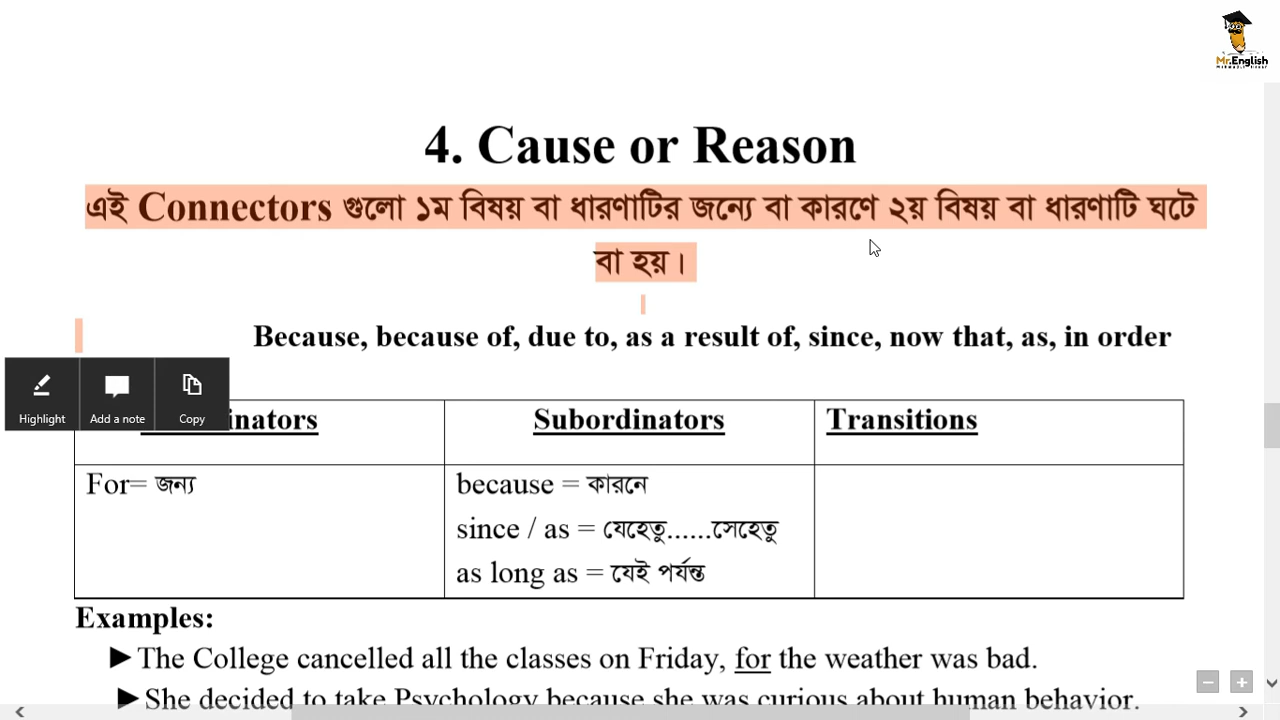 Mr.English
4. Cause or Reason
এই Connectors গুলো ১ম বিষয় বা ধারণাটির জন্যে বা কারণে ২য় বিষয় বা ধারণাটি ঘটে
বা হয়।
Because, because of, due to, as a result of, since, now that, as, in order
Highlight Add a note Copy
inators Subordinators Transitions
For= জন্য
because = কারনে
since / as = যেহেতু......সেহেতু
as long as = যেই পর্যন্ত
Examples:
►The College cancelled all the classes on Friday, for the weather was bad.
►She decided to take Psychology because she was curious about human behavior.